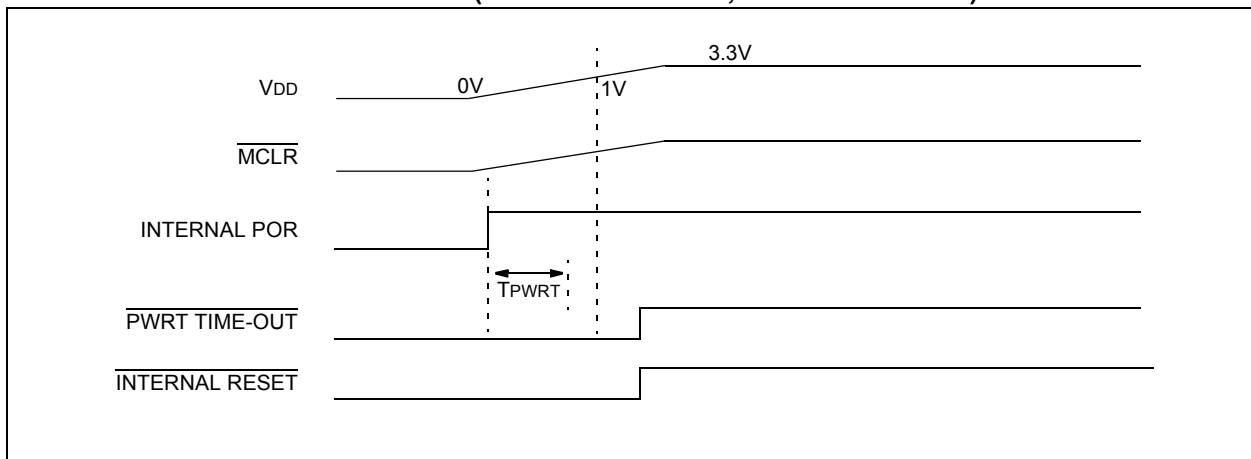 3.3V
VDD
0V
1V
MCLR
INTERNAL POR
TPWRT
PWRT TIME-OUT
INTERNAL RESET